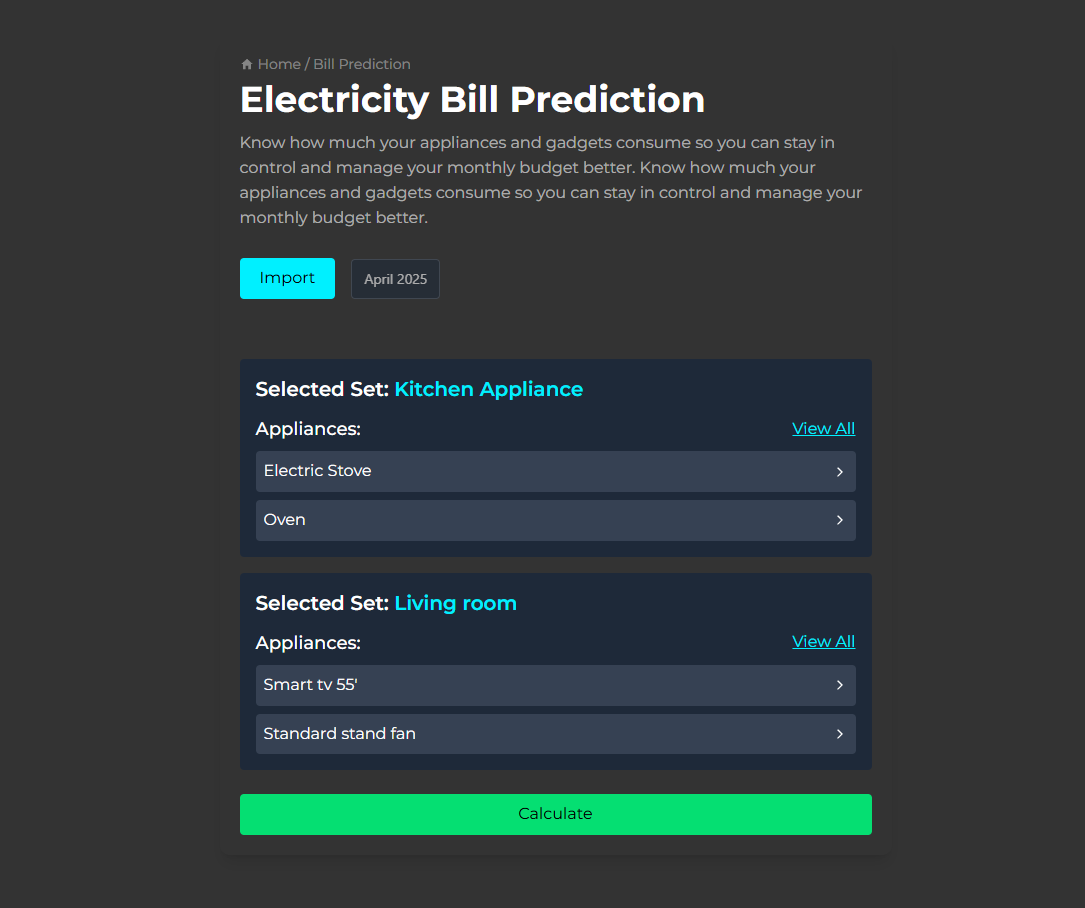 Home / Bill Prediction
Electricity Bill Prediction
Know how much your appliances and gadgets consume so you can stay in
control and manage your monthly budget better. Know how much your
appliances and gadgets consume so you can stay in control and manage your
monthly budget better.
Import
April 2025
Selected Set: Kitchen Appliance
Appliances:
View All
Electric Stove
Oven
Selected Set: Living room
Appliances:
View All
Smart tv 55'
Standard stand fan
Calculate